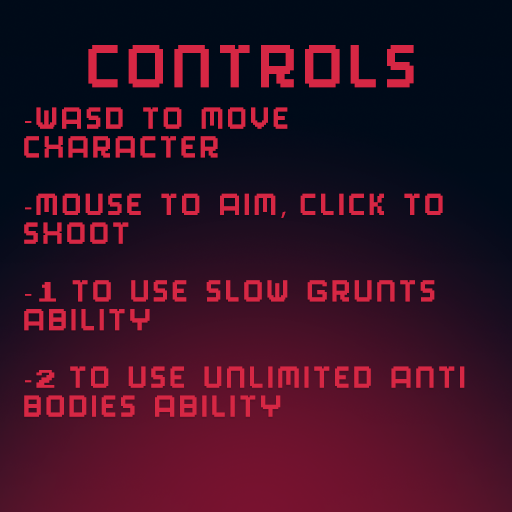 CONTROLS
-WASD TO MOVE
CHARACTER
-MOUSE TO AIM, CLICK TO
SHOOT
-1 TO USE SLOW GRUNTS
ABILITY
-2 TO USE UNLIMITED ANTI
BODIES ABILITY